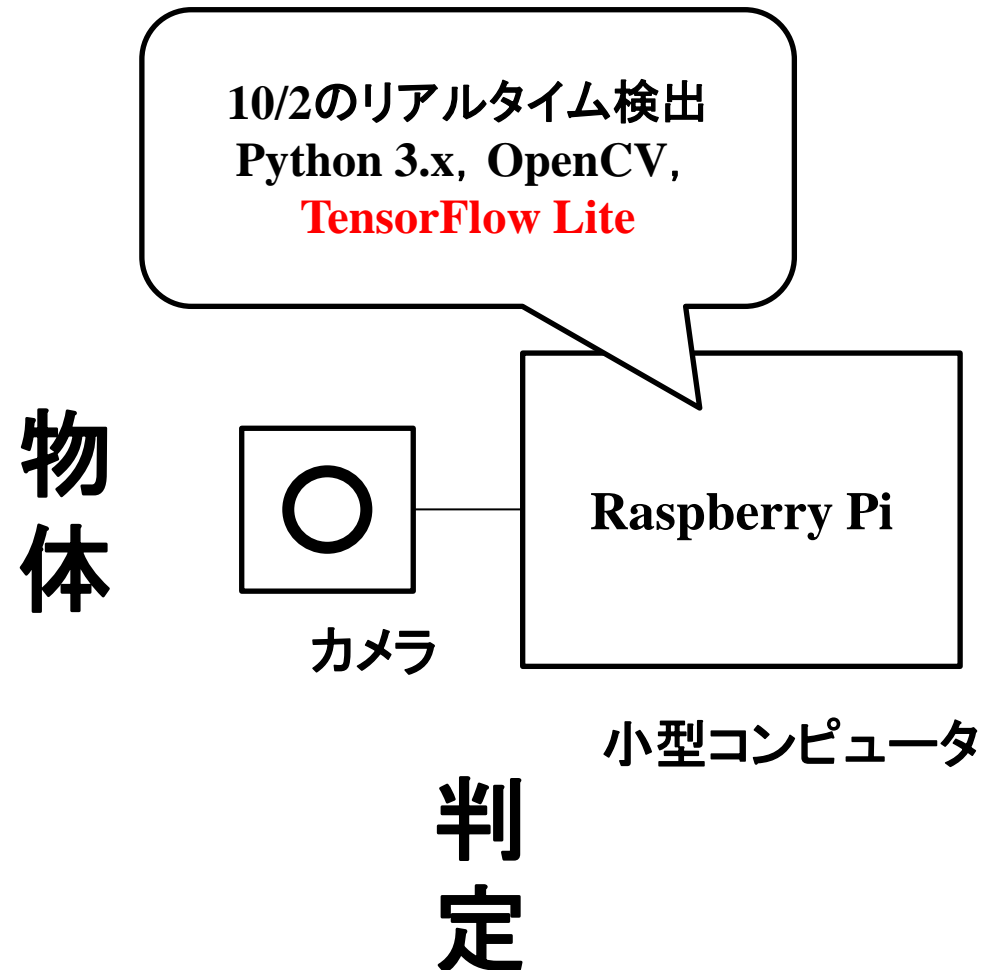 10/2のリアルタイム検出
Python 3.x，OpenCV，
TensorFlow Lite
物体
カメラ
Raspberry Pi
小型コンピュータ
判定